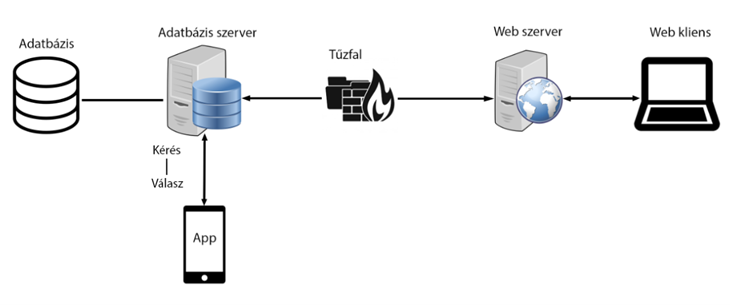 Adatbázis
Adatbázis szerver
Tűzfal
Web szerver
Web kliens
Kérés
Válasz
App